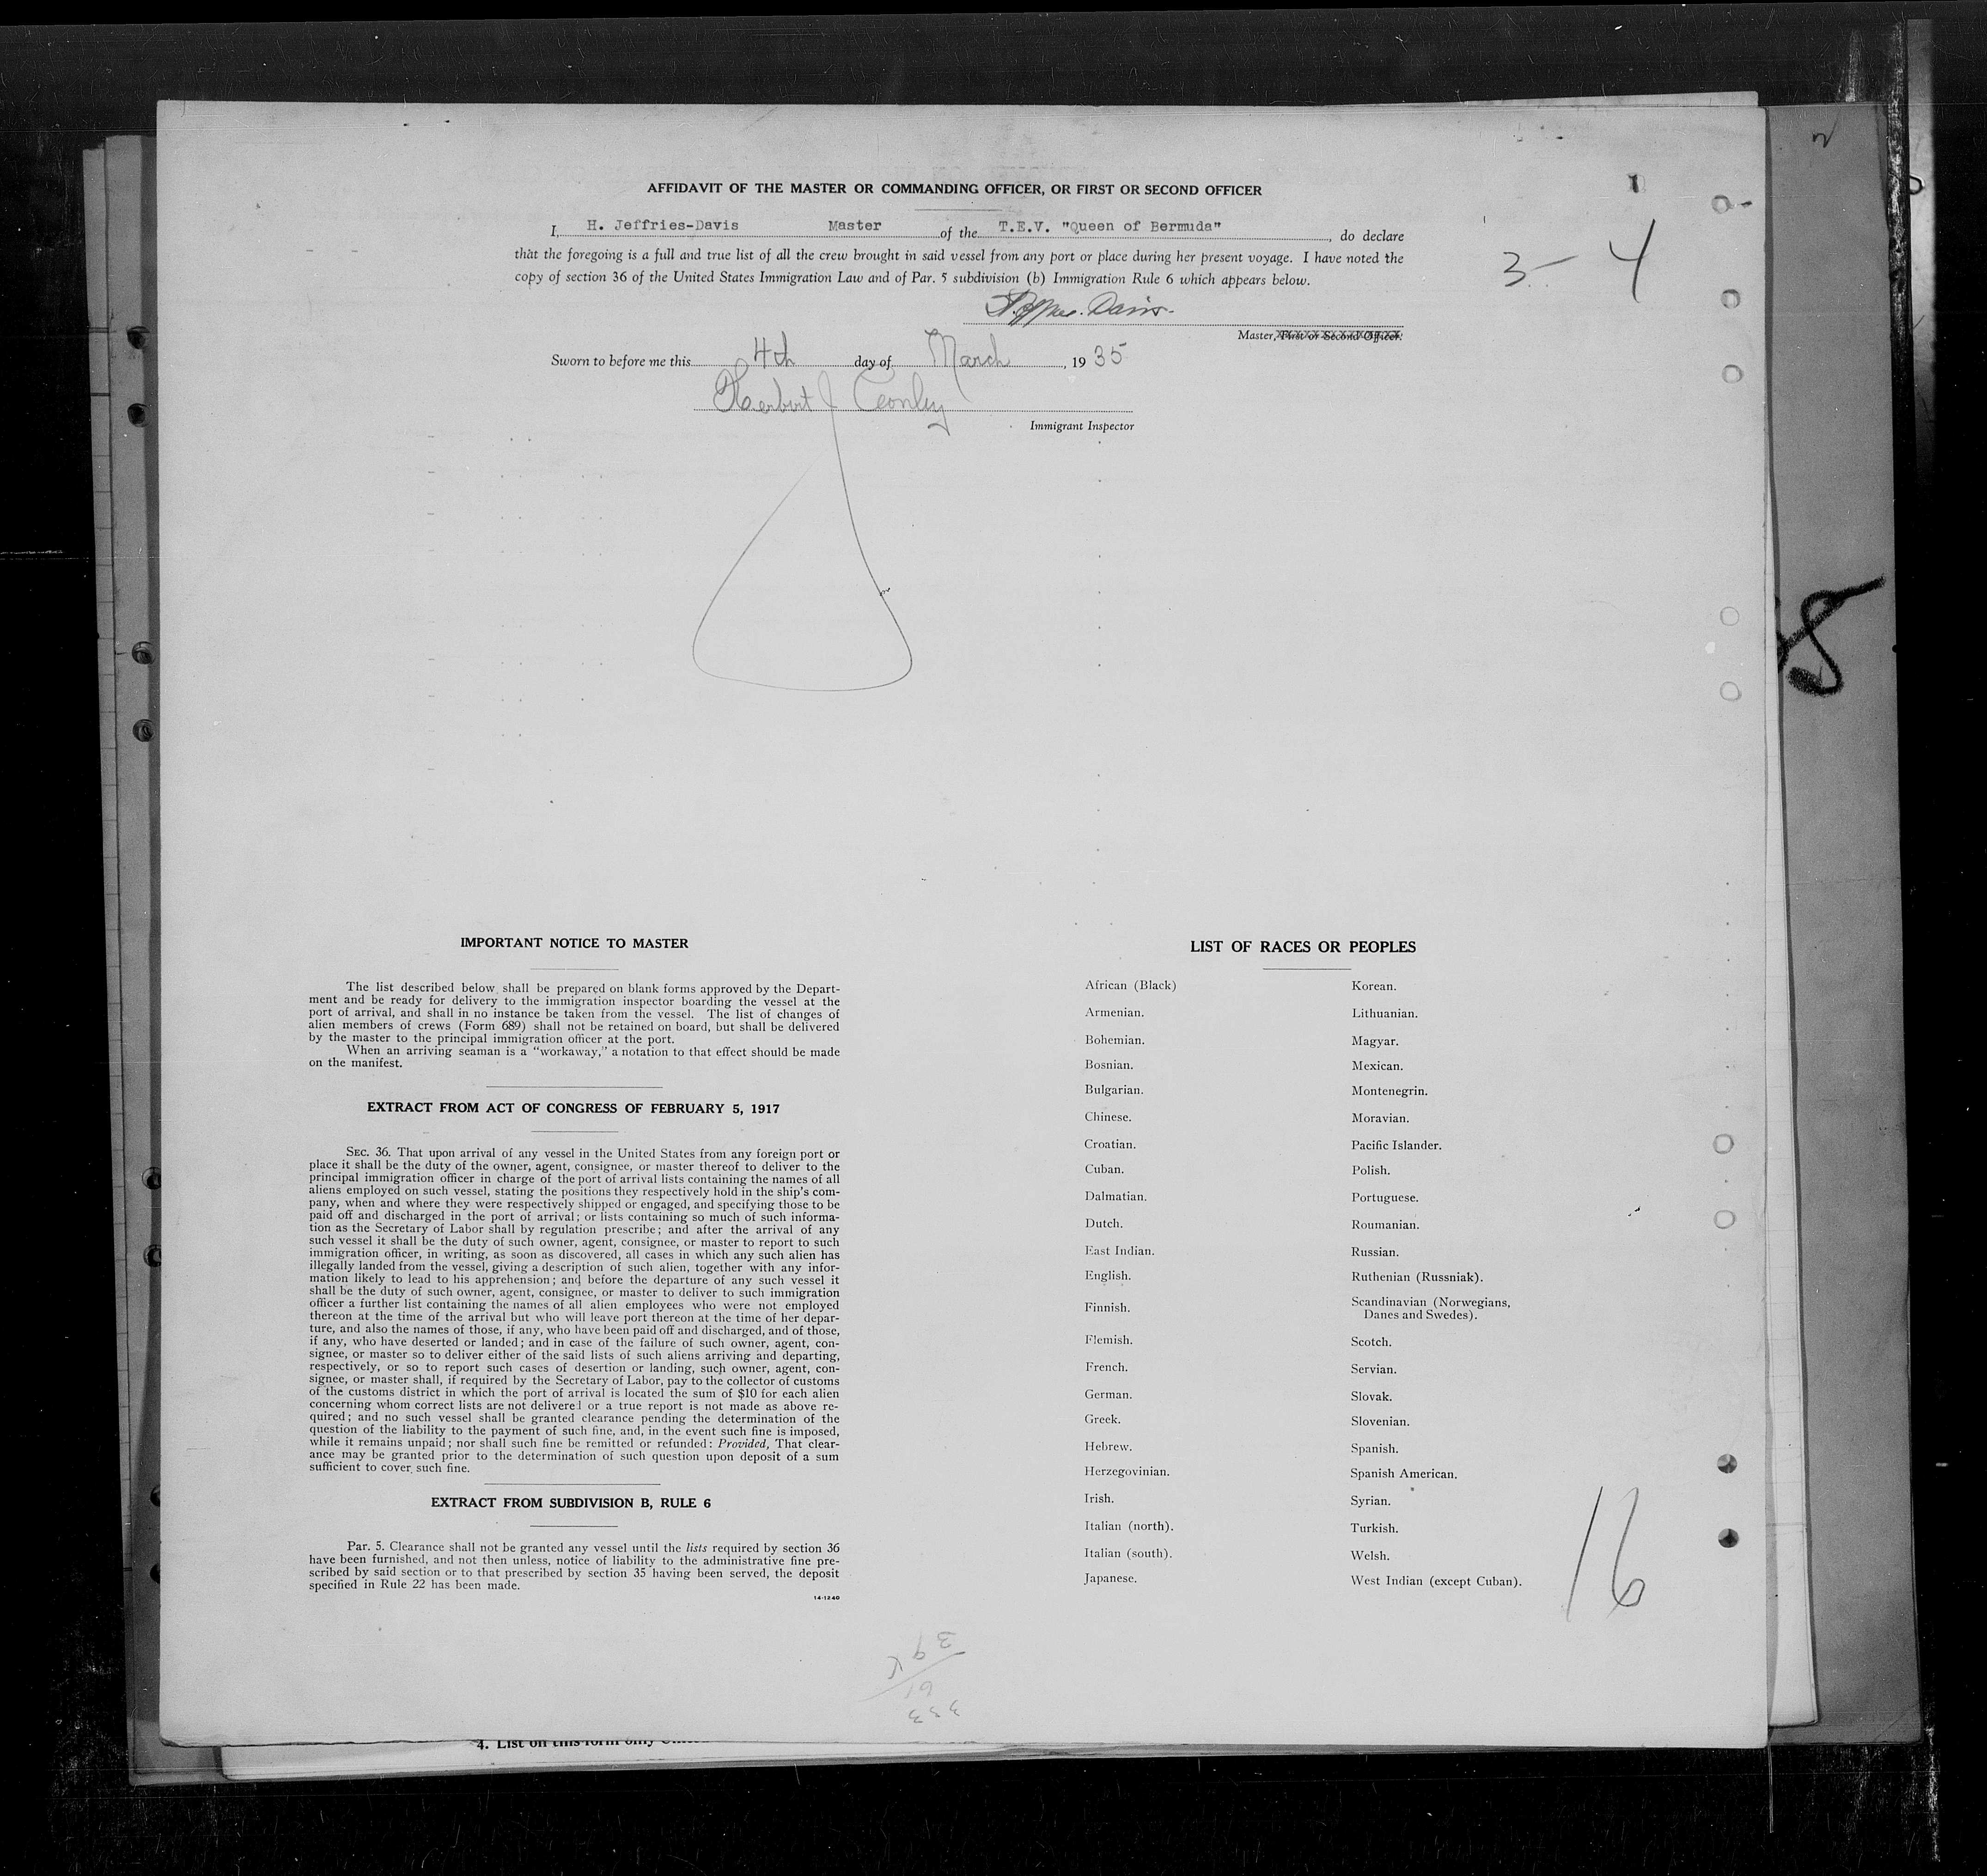 AFFIDAVIT OF THE MASTER OR COMMANDING OFFICER, OR FIRST OR SECOND OFFICER
1
I, H. Jeffries-Davis Master of the T.E.V. "Queen of Bermuda", do declare
that the foregoing is a full and true list of all the crew brought in said vessel from any port or place during her present voyage. I have noted the
copy of section 36 of the United States Immigration Law and of Par. 5 subdivision (b) Immigration Rule 6 which appears below.
3 - 4
Davis.
Master, First or Second Officer.
Sworn to before me this 4th day of March, 1935
Herbert J
Immigrant Inspector
IMPORTANT NOTICE TO MASTER
The list described below shall be prepared on blank forms approved by the Depart-
ment and be ready for delivery to the immigration inspector boarding the vessel at the
port of arrival, and shall in no instance be taken from the vessel. The list of changes of
alien members of crews (Form 689) shall not be retained on board, but shall be delivered
by the master to the principal immigration officer at the port.
When an arriving seaman is a "workaway," a notation to that effect should be made
on the manifest.
EXTRACT FROM ACT OF CONGRESS OF FEBRUARY 5, 1917
SEC. 36. That upon arrival of any vessel in the United States from any foreign port or
place it shall be the duty of the owner, agent, consignee, or master thereof to deliver to the
principal immigration officer in charge of the port of arrival lists containing the names of all
aliens employed on such vessel, stating the positions they respectively hold in the ship's com-
pany, when and where they were respectively shipped or engaged, and specifying those to be
paid off and discharged in the port of arrival; or lists containing so much of such informa-
tion as the Secretary of Labor shall by regulation prescribe; and after the arrival of any
such vessel it shall be the duty of such owner, agent, consignee, or master to report to such
immigration officer, in writing, as soon as discovered, all cases in which any such alien has
illegally landed from the vessel, giving a description of such alien, together with any infor-
mation likely to lead to his apprehension; and before the departure of any such vessel it
shall be the duty of such owner, agent, consignee, or master to deliver to such immigration
officer a further list containing the names of all alien employees who were not employed
thereon at the time of the arrival but who will leave port thereon at the time of her depar-
ture, and also the names of those, if any, who have been paid off and discharged, and of those,
if any, who have deserted or landed; and in case of the failure of such owner, agent, con-
signee, or master so to deliver either of the said lists of such aliens arriving and departing,
respectively, or so to report such cases of desertion or landing, such owner, agent, con-
signee, or master shall, if required by the Secretary of Labor, pay to the collector of customs
of the customs district in which the port of arrival is located the sum of $10 for each alien
concerning whom correct lists are not delivered or a true report is not made as above re-
quired; and no such vessel shall be granted clearance pending the determination of the
question of the liability to the payment of such fine, and, in the event such fine is imposed,
while it remains unpaid; nor shall such fine be remitted or refunded: Provided, That clear-
ance may be granted prior to the determination of such question upon deposit of a sum
sufficient to cover such fine.
EXTRACT FROM SUBDIVISION B, RULE 6
Par. 5. Clearance shall not be granted any vessel until the lists required by section 36
have been furnished, and not then unless, notice of liability to the administrative fine pre-
scribed by said section or to that prescribed by section 35 having been served, the deposit
specified in Rule 22 has been made.
14-1240
LIST OF RACES OR PEOPLES
African (Black)
Armenian.
Bohemian.
Bosnian.
Bulgarian.
Chinese.
Croatian.
Cuban.
Dalmatian.
Dutch.
East Indian.
English.
Finnish.
Flemish.
French.
German.
Greek.
Hebrew.
Herzegovinian.
Irish.
Italian (north).
Italian (south).
Japanese.
Korean.
Lithuanian.
Magyar.
Mexican.
Montenegrin.
Moravian.
Pacific Islander.
Polish.
Portuguese.
Roumanian.
Russian.
Ruthenian (Russniak).
Scandinavian (Norwegians,
Danes and Swedes).
Scotch.
Servian.
Slovak.
Slovenian.
Spanish.
Spanish American.
Syrian.
Turkish.
Welsh.
West Indian (except Cuban).
16
4. List on this form only